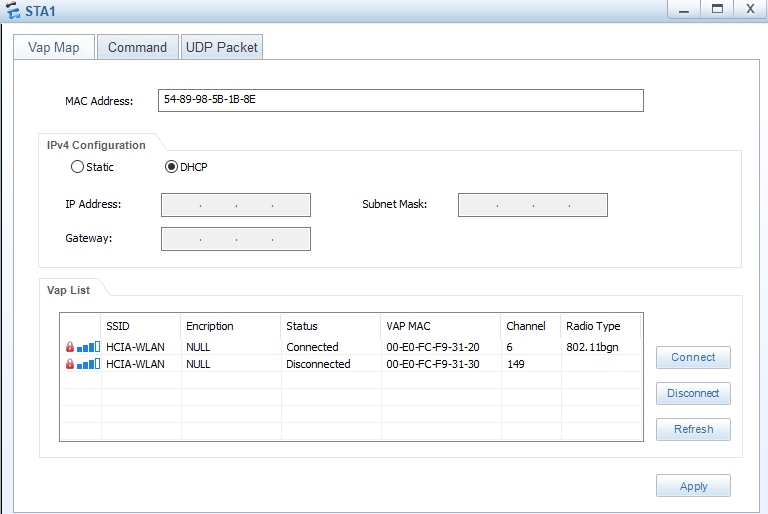 STA1
Vap Map Command UDP Packet
MAC Address: 54-89-98-5B-1B-8E
IPv4 Configuration
Static DHCP
IP Address: . . . Subnet Mask: . . .
Gateway: . . .
Vap List
SSID Encription Status VAP MAC Channel Radio Type
HCIA-WLAN NULL Connected 00-E0-FC-F9-31-20 6 802.11bgn
HCIA-WLAN NULL Disconnected 00-E0-FC-F9-31-30 149
Connect
Disconnect
Refresh
Apply